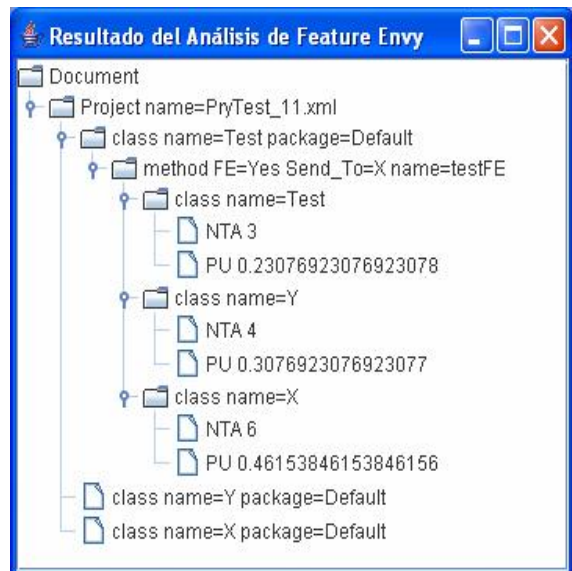 Resultado del Análisis de Feature Envy
Document
Project name=PryTest_11.xml
class name=Test package=Default
method FE=Yes Send_To=X name=testFE
class name=Test
NTA 3
PU 0.23076923076923078
class name=Y
NTA 4
PU 0.3076923076923077
class name=X
NTA 6
PU 0.46153846153846156
class name=Y package=Default
class name=X package=Default